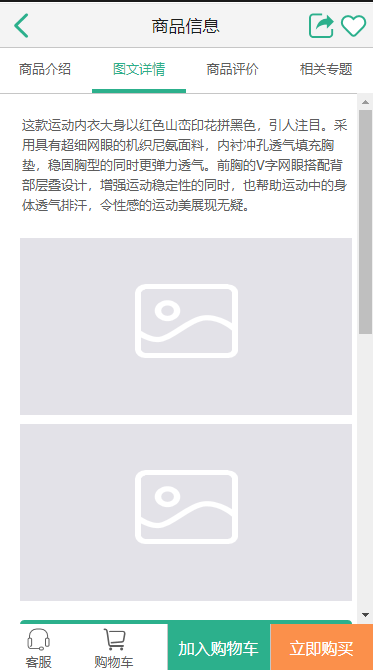 商品信息
商品介绍 图文详情 商品评价 相关专题
这款运动内衣大身以红色山峦印花拼黑色，引人注目。采
用具有超细网眼的机织尼氨面料，内衬冲孔透气填充胸
垫，稳固胸型的同时更弹力透气。前胸的V字网眼搭配背
部层叠设计，增强运动稳定性的同时，也帮助运动中的身
体透气排汗，令性感的运动美展现无疑。
客服 购物车 加入购物车 立即购买